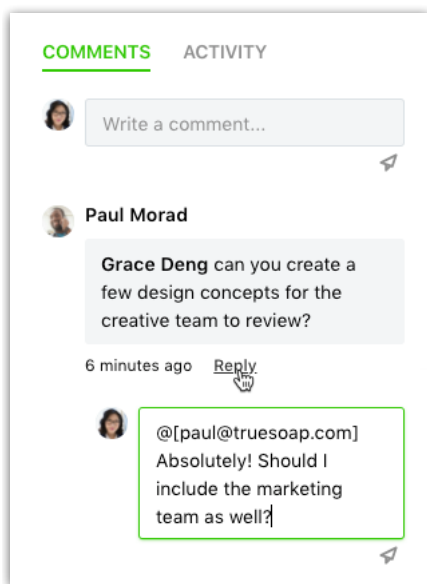 COMMENTS ACTIVITY
Write a comment...
Paul Morad
Grace Deng can you create a
few design concepts for the
creative team to review?
6 minutes ago Reply
@[paul@truesoap.com]
Absolutely! Should I
include the marketing
team as well?